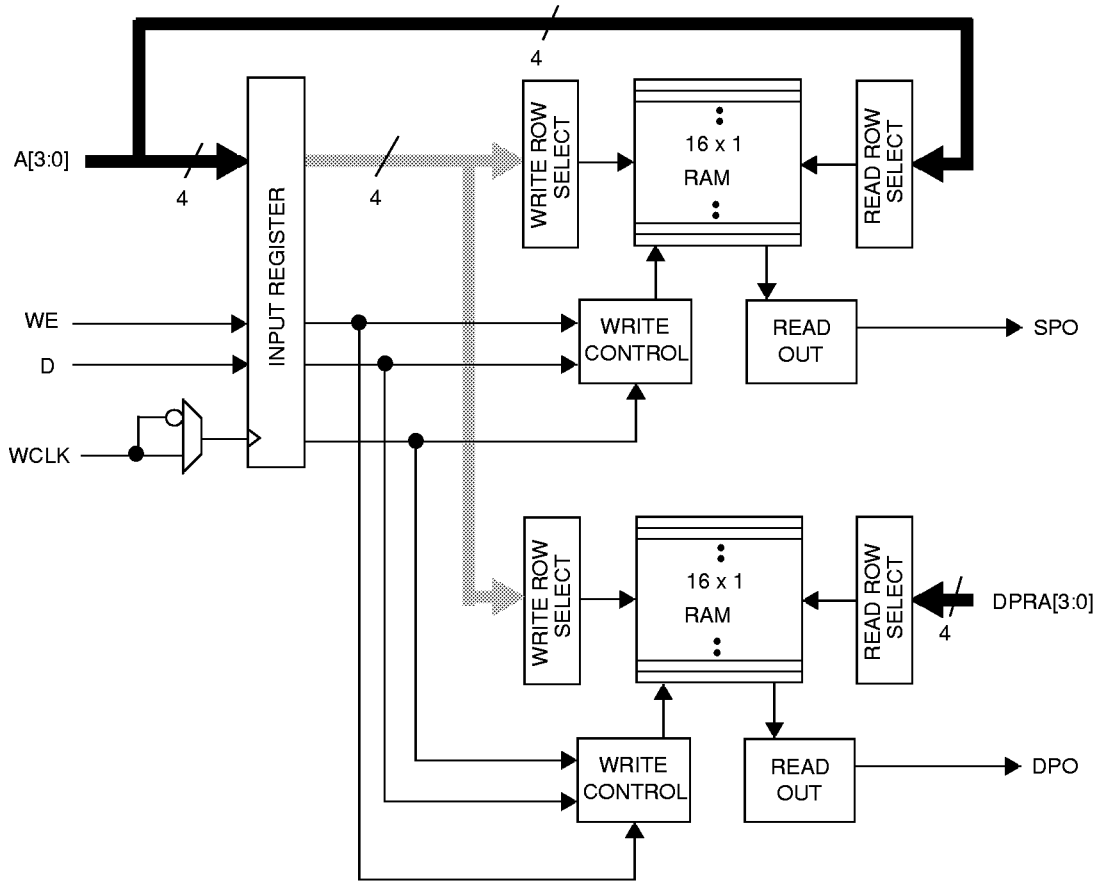 4
A[3:0]
4
INPUT REGISTER
4
WRITE ROW
SELECT
16 x 1
RAM
READ ROW
SELECT
WE
D
WCLK
WRITE
CONTROL
READ
OUT
SPO
WRITE ROW
SELECT
16 x 1
RAM
READ ROW
SELECT
4
DPRA[3:0]
WRITE
CONTROL
READ
OUT
DPO